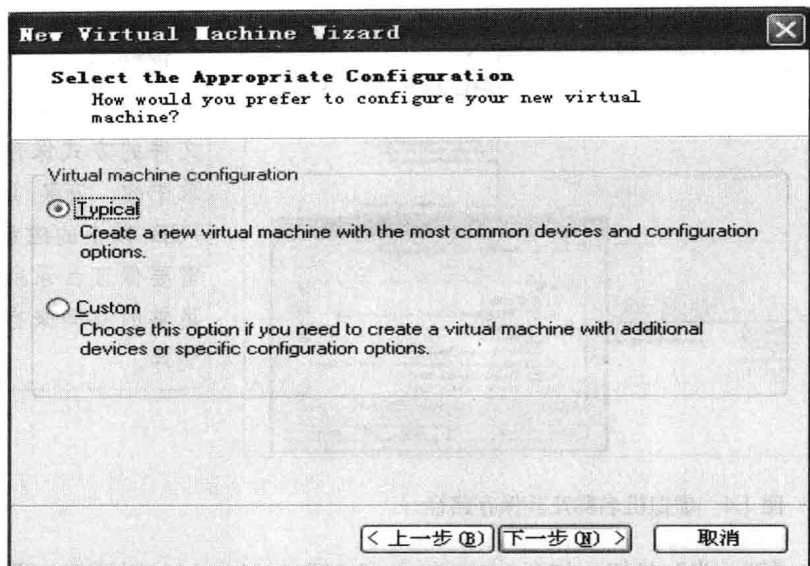 New Virtual Machine Wizard
Select the Appropriate Configuration
How would you prefer to configure your new virtual
machine?
Virtual machine configuration
Typical
Create a new virtual machine with the most common devices and configuration
options.
Custom
Choose this option if you need to create a virtual machine with additional
devices or specific configuration options.
< 上一步(B) 下一步(N) > 取消